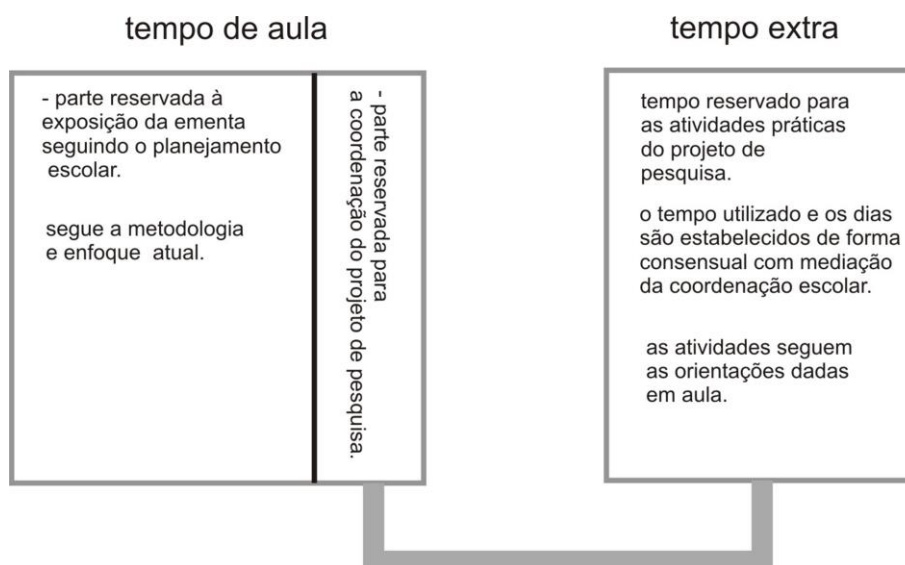 tempo de aula
- parte reservada à
exposição da ementa
seguindo o planejamento
escolar.
segue a metodologia
e enfoque atual.
- parte reservada para
a coordenação do projeto de pesquisa.
tempo extra
tempo reservado para
as atividades práticas
do projeto de
pesquisa.
o tempo utilizado e os dias
são estabelecidos de forma
consensual com mediação
da coordenação escolar.
as atividades seguem
as orientações dadas
em aula.